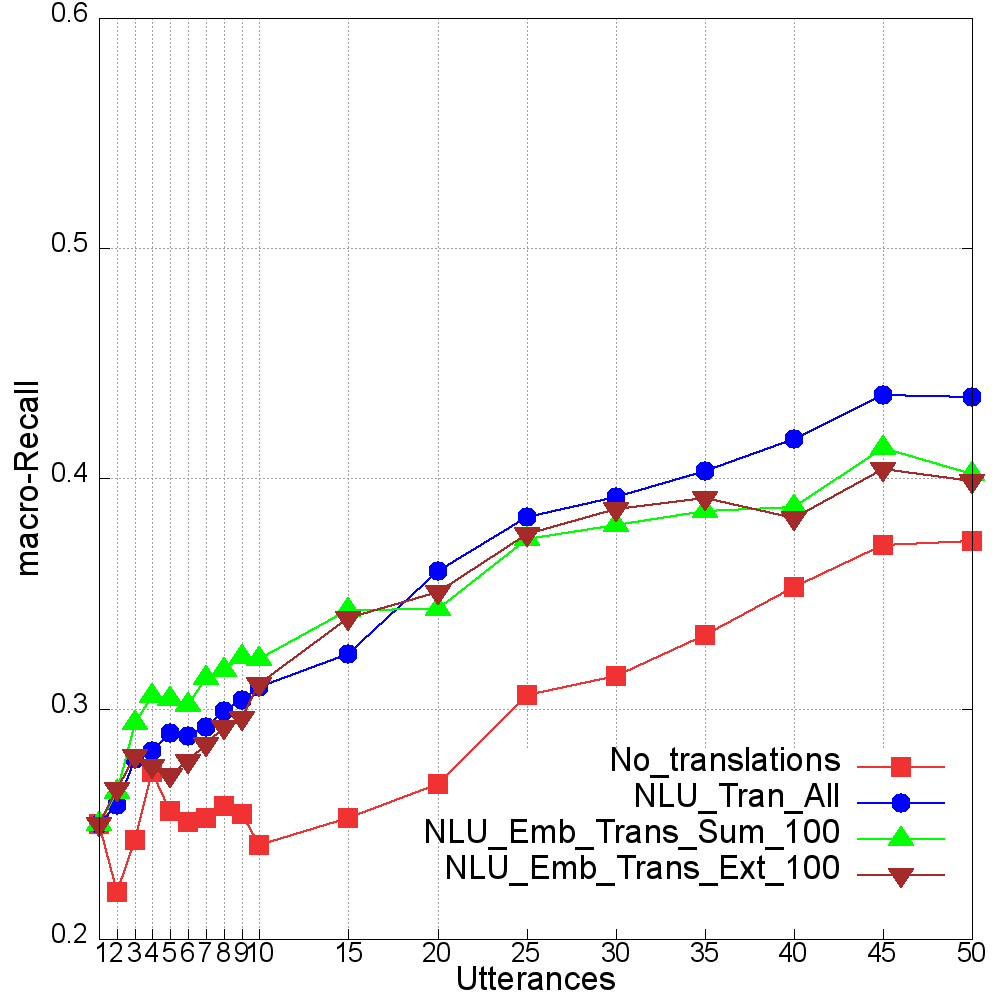 0.6
0.5
0.4
0.3
0.2
macro-Recall
No_translations
NLU_Tran_All
NLU_Emb_Trans_Sum_100
NLU_Emb_Trans_Ext_100
1 2 3 4 5 6 7 8 9 10 15 20 25 30 35 40 45 50
Utterances